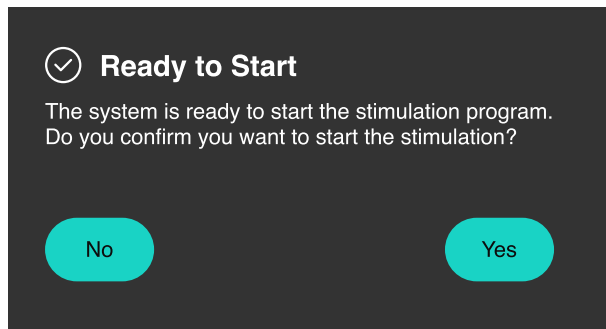 Ready to Start
The system is ready to start the stimulation program.
Do you confirm you want to start the stimulation?
No
Yes